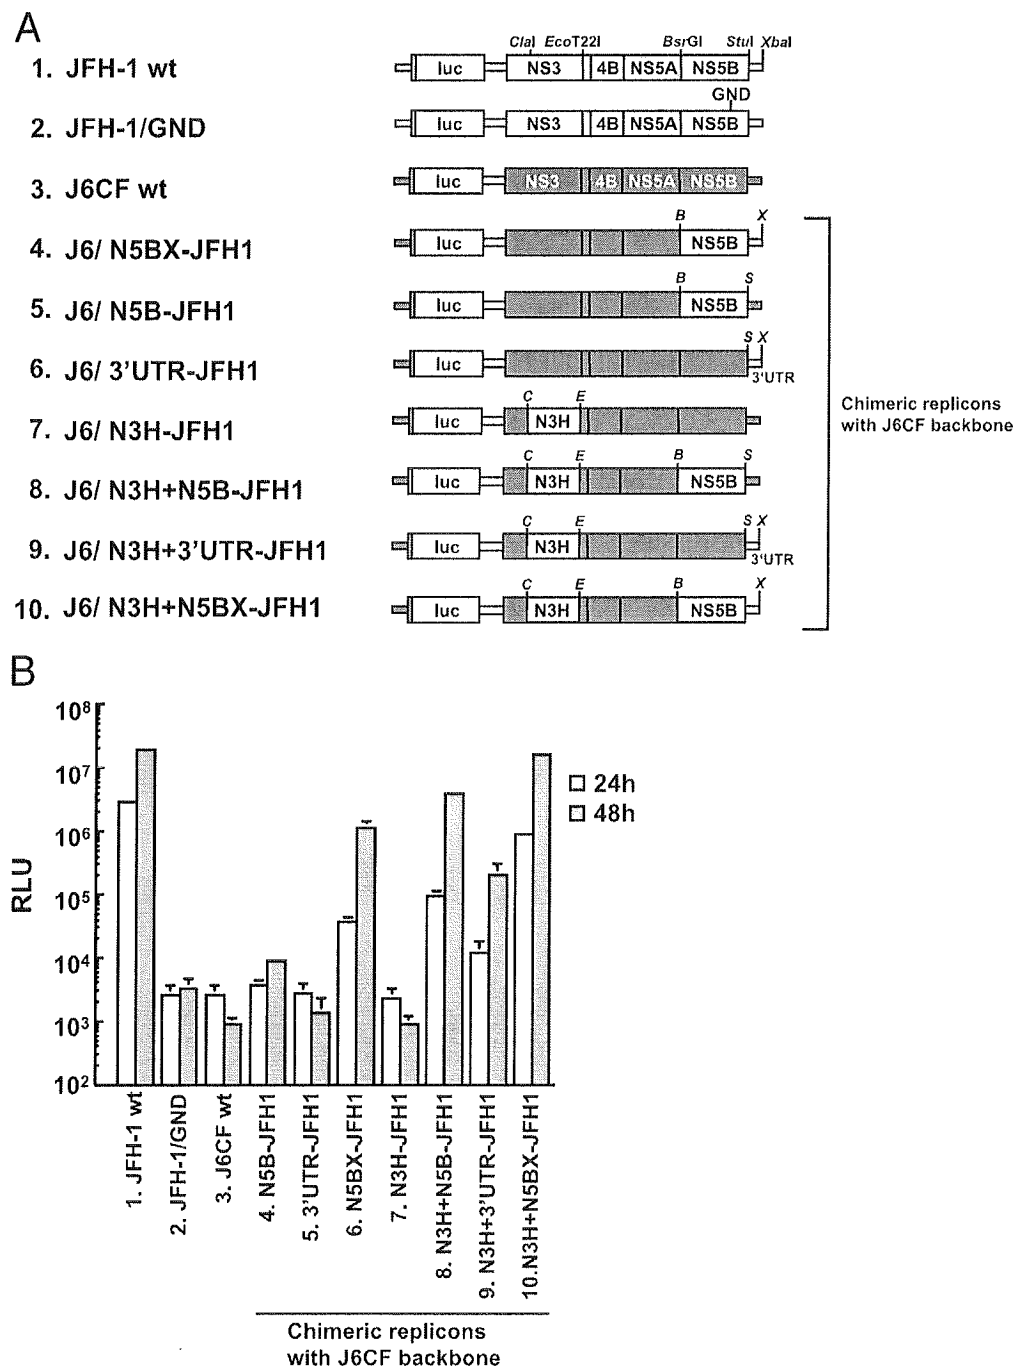 A
ClaI EcoT22I BsrGI StuI XbaI
1. JFH-1 wt luc NS3 4B NS5A NS5B
GND
2. JFH-1/GND luc NS3 4B NS5A NS5B
3. J6CF wt luc NS3 4B NS5A NS5B
B X
4. J6/ N5BX-JFH1 luc NS5B
B S
5. J6/ N5B-JFH1 luc NS5B
S X
6. J6/ 3'UTR-JFH1 luc
3'UTR
C E
7. J6/ N3H-JFH1 luc N3H
C E B S
8. J6/ N3H+N5B-JFH1 luc N3H NS5B
C E S X
9. J6/ N3H+3'UTR-JFH1 luc N3H
3'UTR
C E B X
10. J6/ N3H+N5BX-JFH1 luc N3H NS5B
Chimeric replicons
with J6CF backbone
B
RLU
10⁸
10⁷
10⁶
10⁵
10⁴
10³
10²
24h
48h
1. JFH-1 wt
2. JFH-1/GND
3. J6CF wt
4. N5B-JFH1
5. 3'UTR-JFH1
6. N5BX-JFH1
7. N3H-JFH1
8. N3H+N5B-JFH1
9. N3H+3'UTR-JFH1
10.N3H+N5BX-JFH1
Chimeric replicons
with J6CF backbone